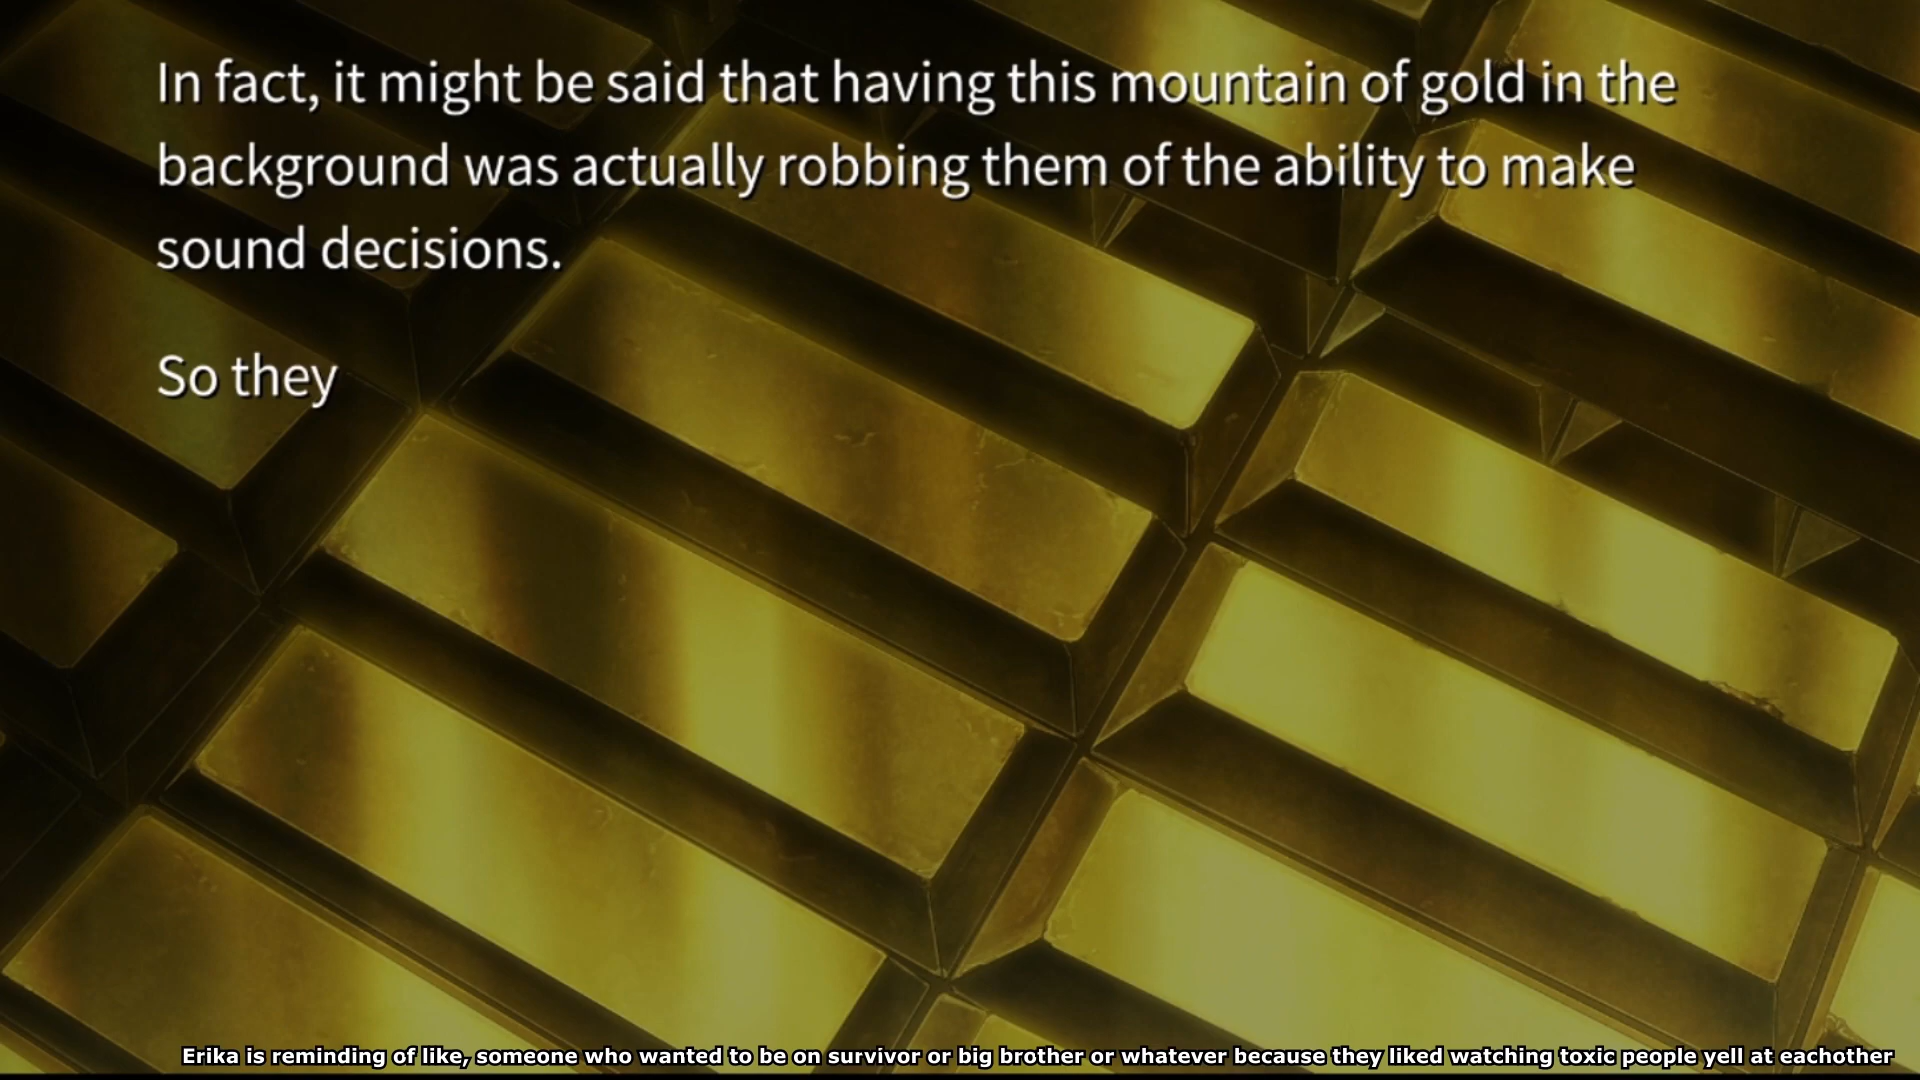 In fact, it might be said that having this mountain of gold in the
background was actually robbing them of the ability to make
sound decisions.
So they
Erika is reminding of like, someone who wanted to be on survivor or big brother or whatever because they liked watching toxic people yell at eachother